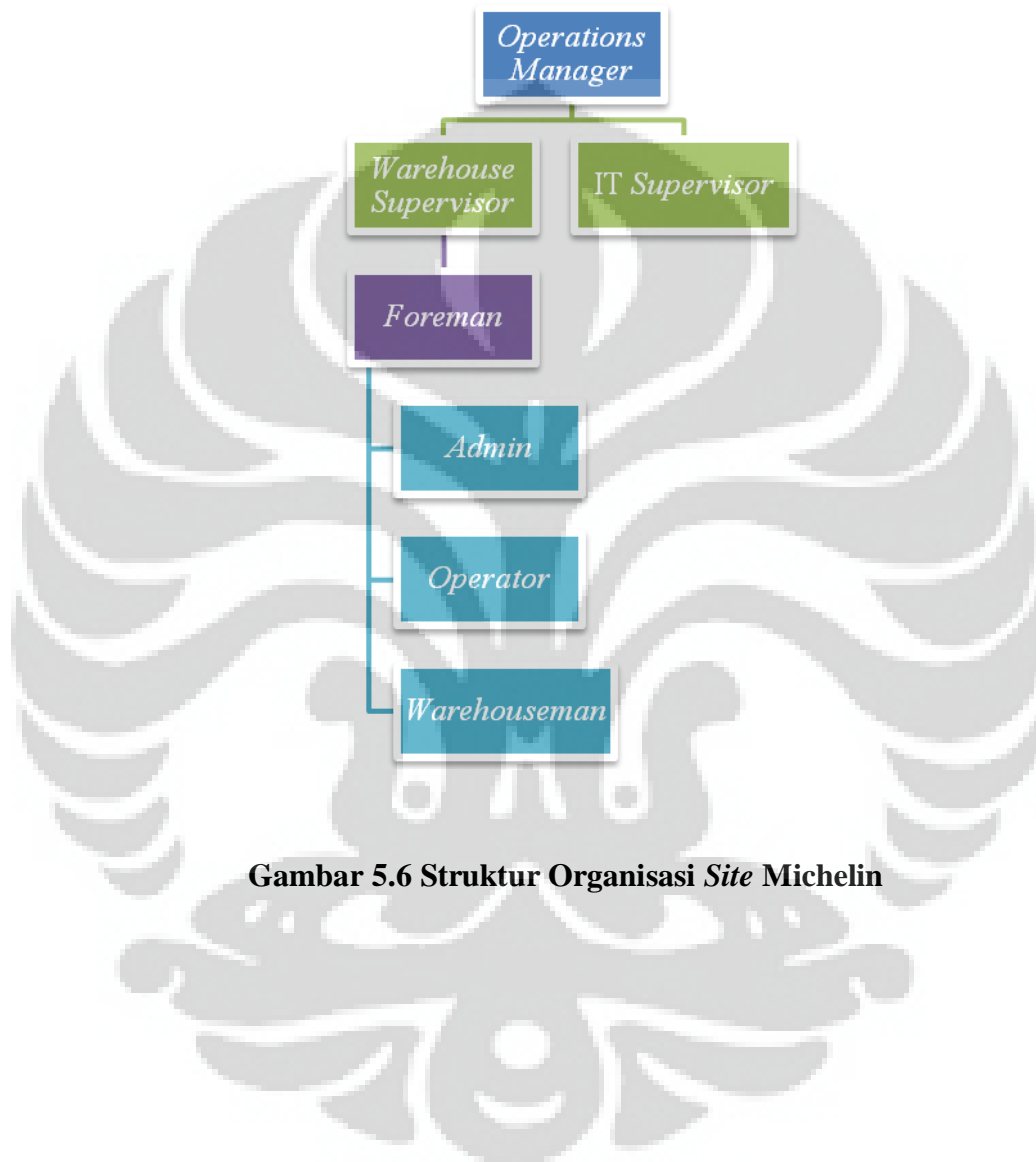 Operations
Manager
Warehouse
Supervisor
IT Supervisor
Foreman
Admin
Operator
Warehouseman
Gambar 5.6 Struktur Organisasi Site Michelin